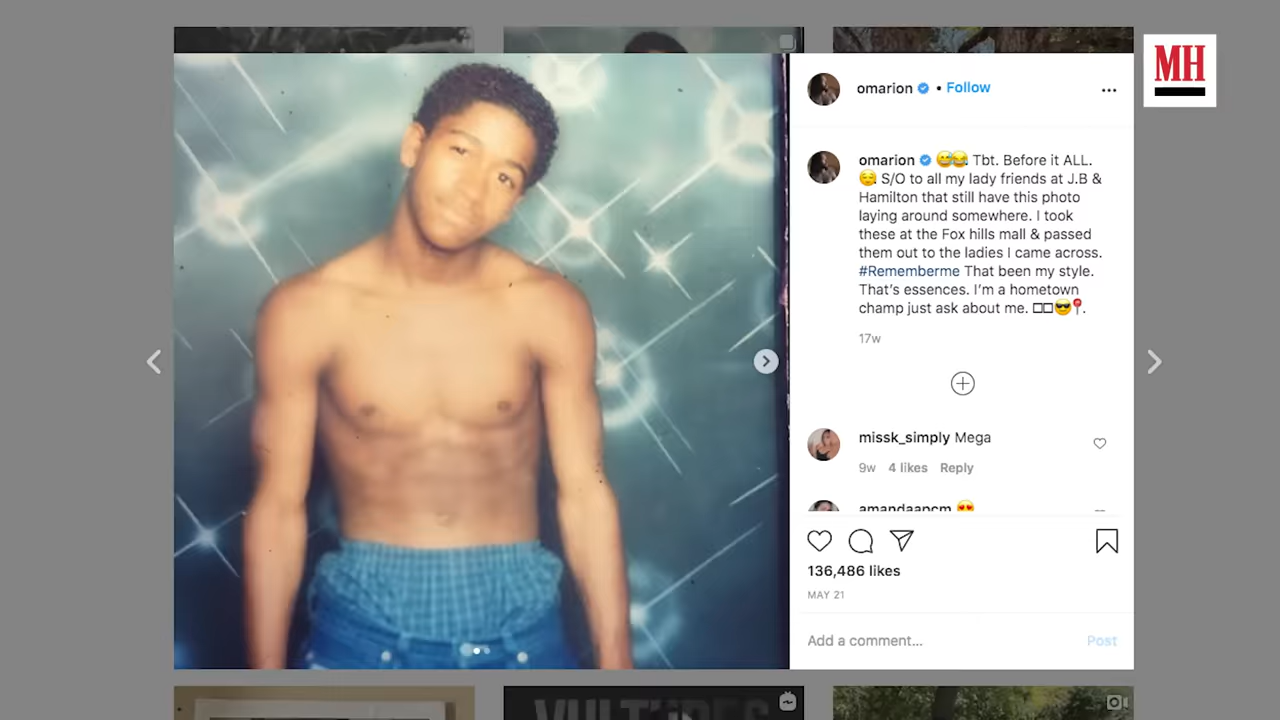 MH
omarion • Follow
omarion 😅😂 Tbt. Before it ALL.
😌 S/O to all my lady friends at J.B &
Hamilton that still have this photo
laying around somewhere. I took
these at the Fox hills mall & passed
them out to the ladies I came across.
#Rememberme That been my style.
That's essences. I'm a hometown
champ just ask about me. □□😎📍.
17w
missk_simply Mega
9w 4 likes Reply
amandaapcm 😍
136,486 likes
MAY 21
Add a comment... Post